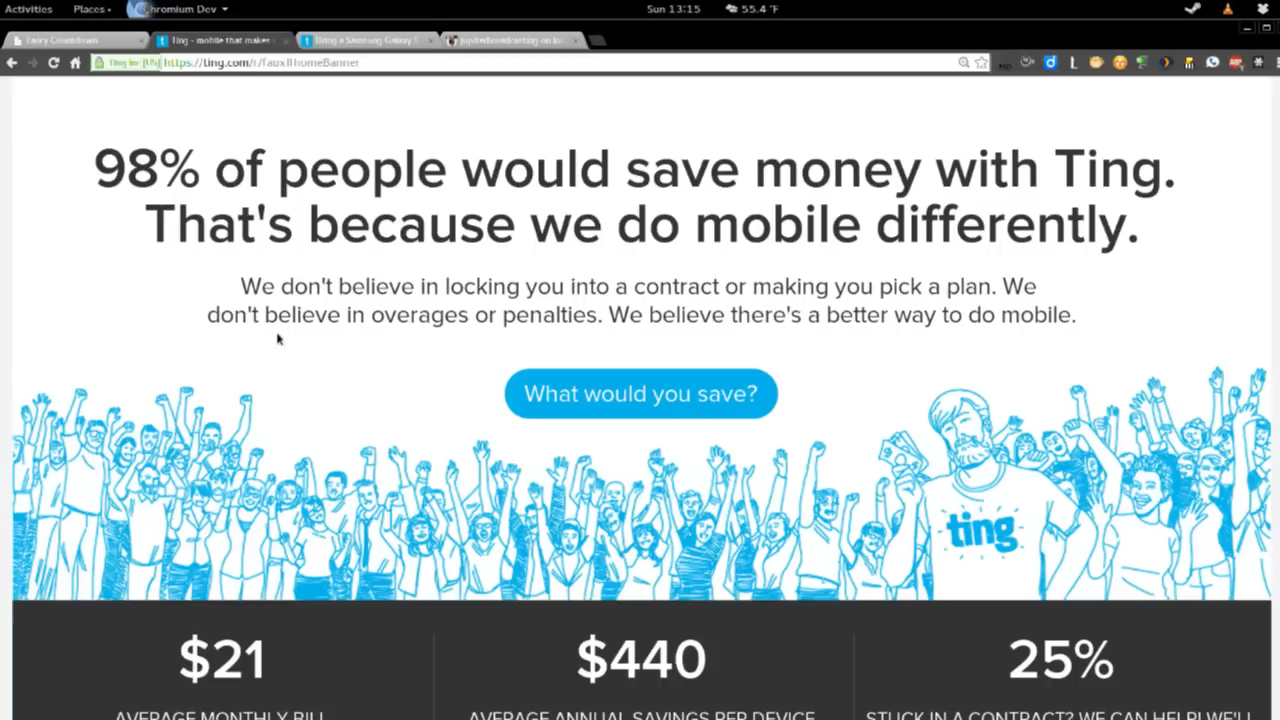 Activities Places Chromium Dev Sun 13:15 55.4 °F
Ting - mobile that makes Bring a Samsung Galaxy S
https://ting.com/r/
98% of people would save money with Ting.
That's because we do mobile differently.
We don't believe in locking you into a contract or making you pick a plan. We
don't believe in overages or penalties. We believe there's a better way to do mobile.
What would you save?
ting
$21 $440 25%
AVERAGE MONTHLY BILL AVERAGE ANNUAL SAVINGS PER DEVICE STUCK IN A CONTRACT? WE CAN HELP! WE'LL